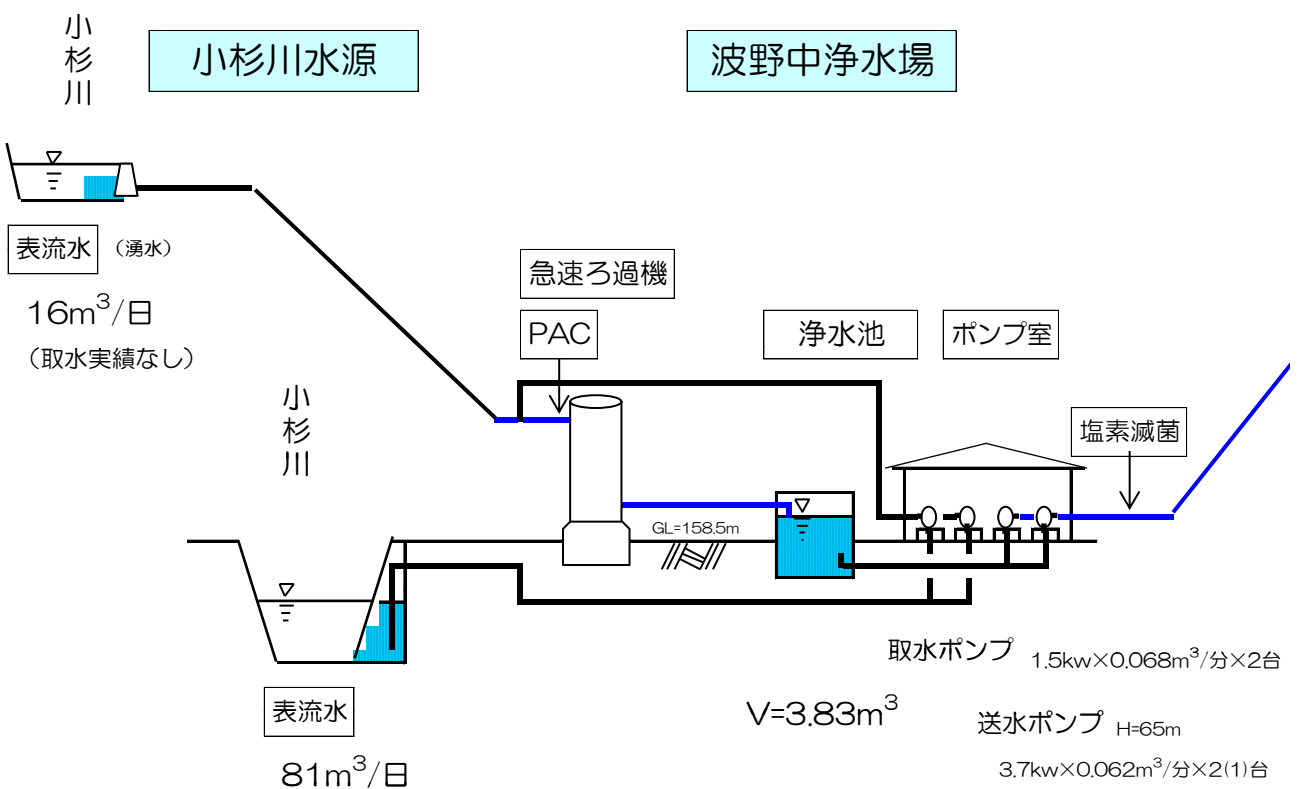 小杉川
小杉川水源
波野中浄水場
表流水
（湧水）
16m³/日
（取水実績なし）
急速ろ過機
PAC
浄水池
ポンプ室
塩素滅菌
小杉川
GL=158.5m
表流水
81m³/日
取水ポンプ 1.5kw×0.068m³/分×2台
V=3.83m³
送水ポンプ H=65m
3.7kw×0.062m³/分×2(1)台